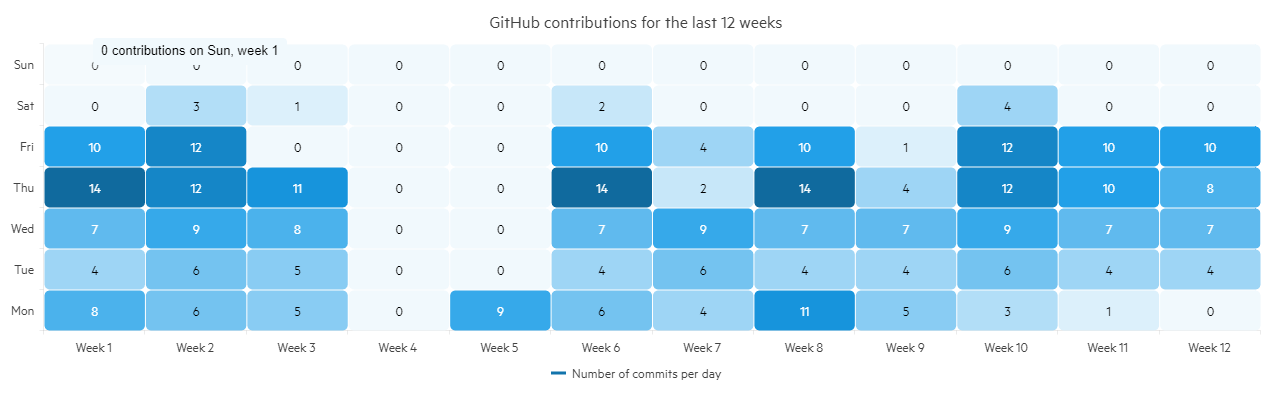 GitHub contributions for the last 12 weeks
0 contributions on Sun, week 1
Sun 0 0 0 0 0 0 0 0 0 0 0 0
Sat 0 3 1 0 0 2 0 0 0 4 0 0
Fri 10 12 0 0 0 10 4 10 1 12 10 10
Thu 14 12 11 0 0 14 2 14 4 12 10 8
Wed 7 9 8 0 0 7 9 7 7 9 7 7
Tue 4 6 5 0 0 4 6 4 4 6 4 4
Mon 8 6 5 0 9 6 4 11 5 3 1 0
Week 1 Week 2 Week 3 Week 4 Week 5 Week 6 Week 7 Week 8 Week 9 Week 10 Week 11 Week 12
Number of commits per day